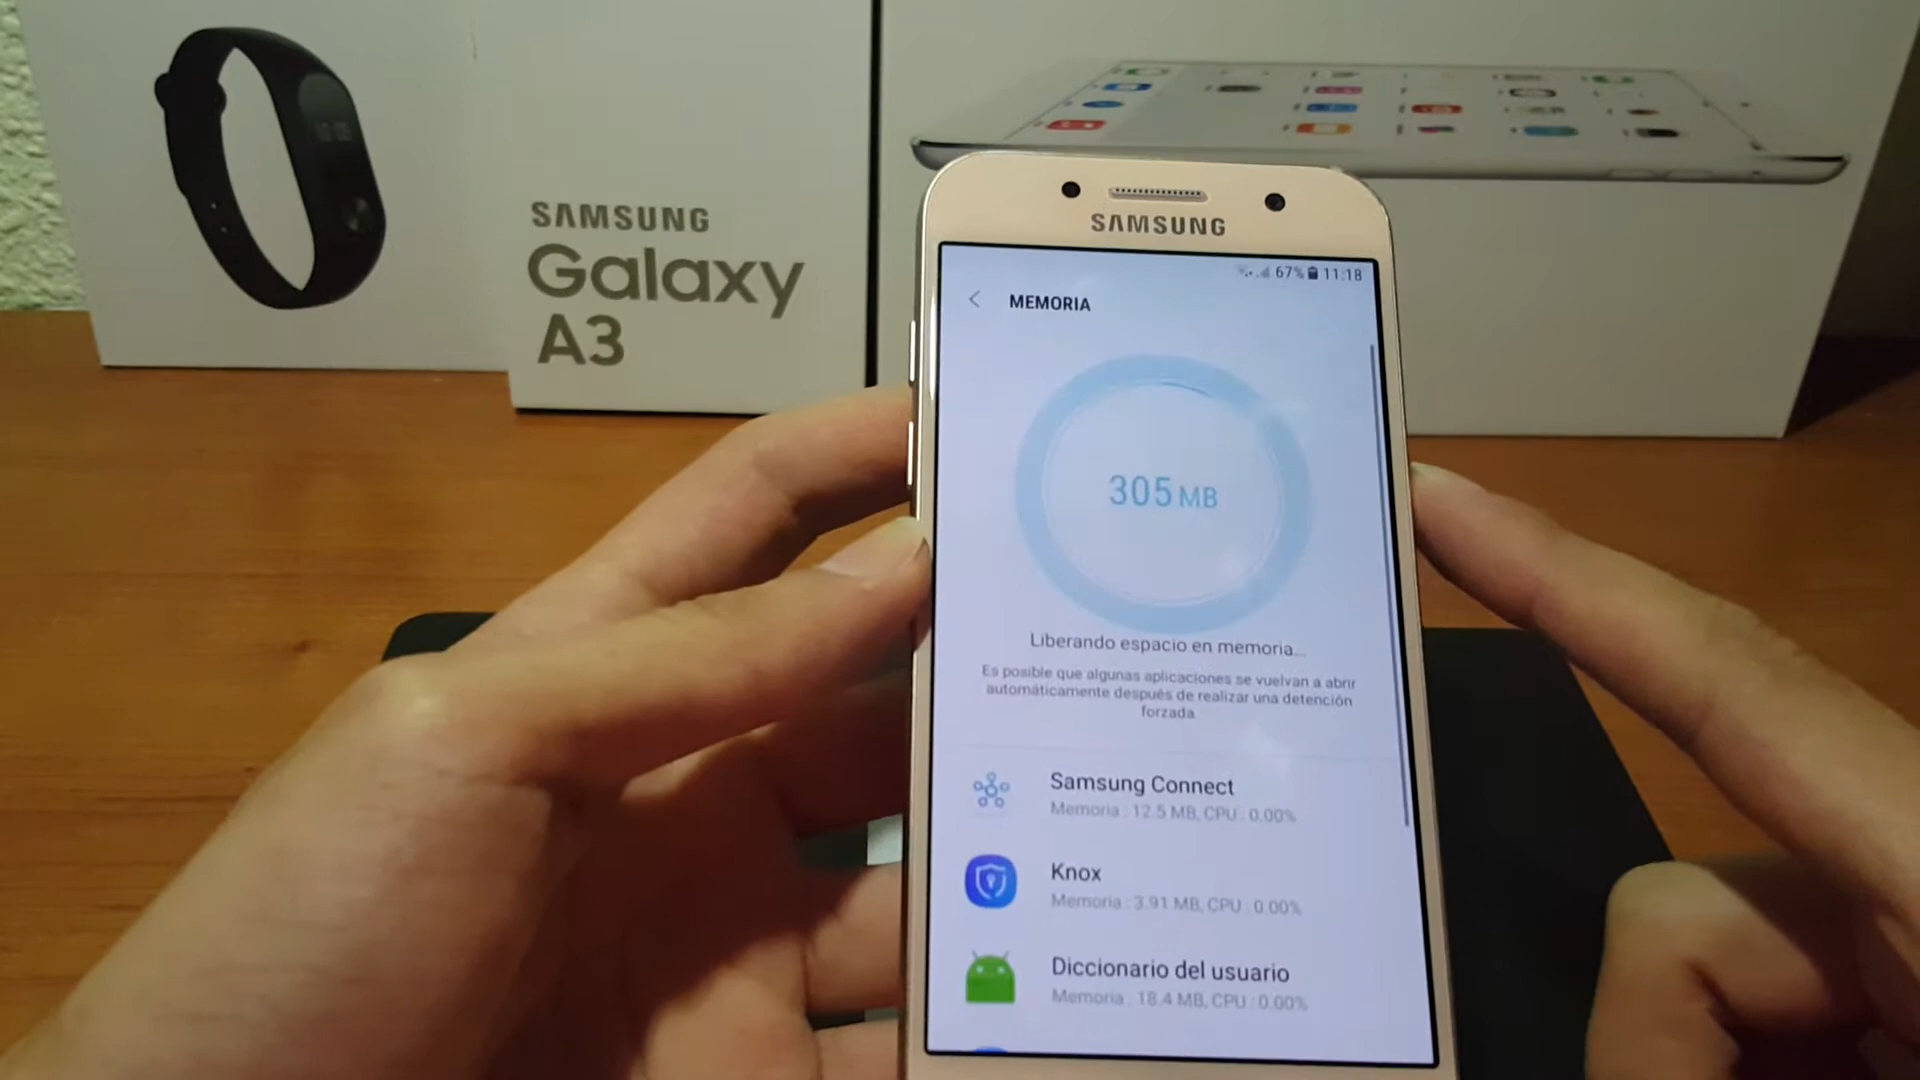 SAMSUNG
Galaxy
A3
SAMSUNG
67% 11:18
MEMORIA
305 MB
Liberando espacio en memoria...
Es posible que algunas aplicaciones se vuelvan a abrir
automáticamente después de realizar una detención
forzada.
Samsung Connect
Memoria : 12.5 MB, CPU : 0.00%
Knox
Memoria : 3.91 MB, CPU : 0.00%
Diccionario del usuario
Memoria : 18.4 MB, CPU : 0.00%